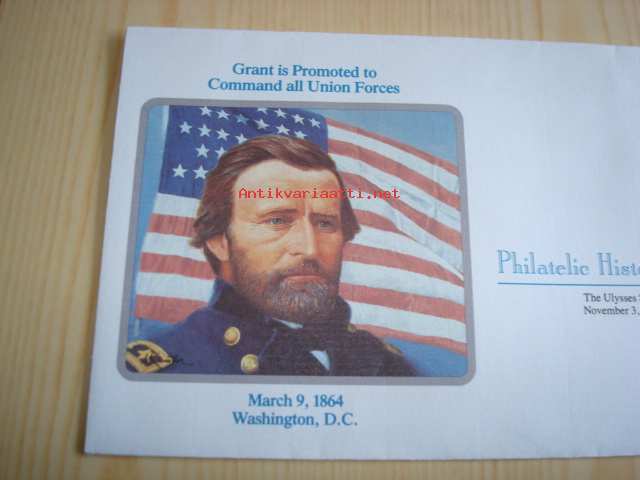 Grant is Promoted to
Command all Union Forces
Antikvariaatti.net
Philatelic
The Ulysses
November 3,
March 9, 1864
Washington, D.C.